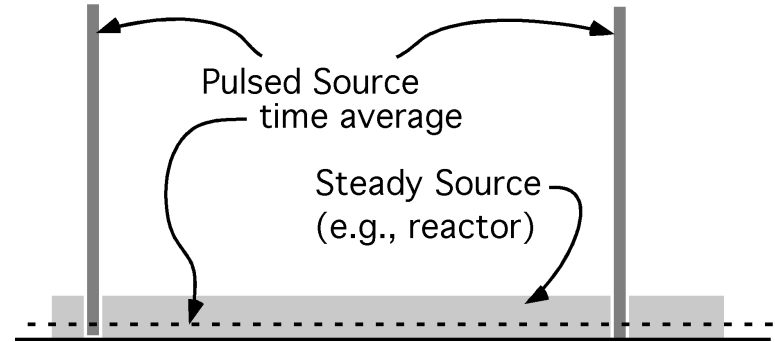 Pulsed Source
time average
Steady Source
(e.g., reactor)